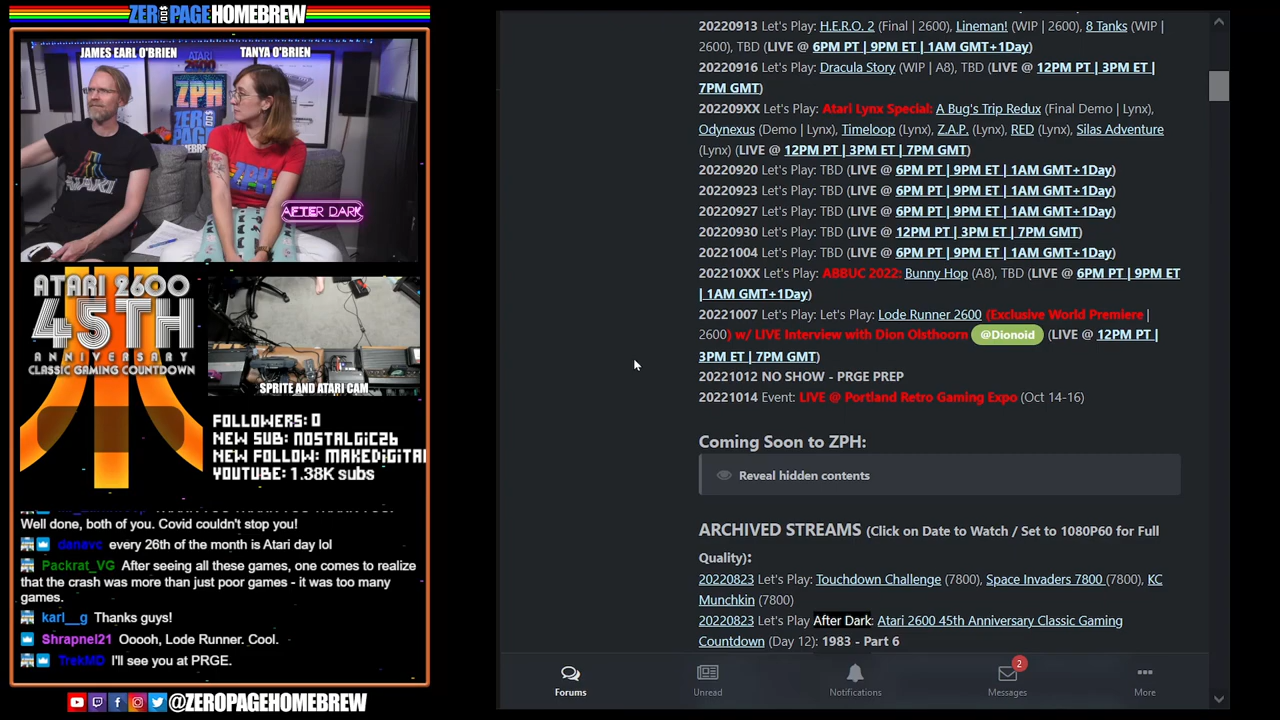 ZERO PAGE HOMEBREW
JAMES EARL O'BRIEN
TANYA O'BRIEN
ATARI
ZPH
ATARI
ZPH
AFTER DARK
ATARI 2600
45TH
ANNIVERSARY
CLASSIC GAMING COUNTDOWN
SPRITE AND ATARI CAM
FOLLOWERS: 0
NEW SUB: NOSTALGIC26
NEW FOLLOW: MAKEDIGITAL
YOUTUBE: 1.38K subs
Well done, both of you. Covid couldn't stop you!
danavc every 26th of the month is Atari day lol
Packrat_VG After seeing all these games, one comes to realize
that the crash was more than just poor games - it was too many
games.
karl__g Thanks guys!
Shrapnel21 Ooooh, Lode Runner. Cool.
TrekMD I'll see you at PRGE.
@ZEROPAGEHOMEBREW
20220913 Let's Play: H.E.R.O. 2 (Final | 2600), Lineman! (WIP | 2600), 8 Tanks (WIP |
2600), TBD (LIVE @ 6PM PT | 9PM ET | 1AM GMT+1Day)
20220916 Let's Play: Dracula Story (WIP | A8), TBD (LIVE @ 12PM PT | 3PM ET |
7PM GMT)
202209XX Let's Play: Atari Lynx Special: A Bug's Trip Redux (Final Demo | Lynx),
Odynexus (Demo | Lynx), Timeloop (Lynx), Z.A.P. (Lynx), RED (Lynx), Silas Adventure
(Lynx) (LIVE @ 12PM PT | 3PM ET | 7PM GMT)
20220920 Let's Play: TBD (LIVE @ 6PM PT | 9PM ET | 1AM GMT+1Day)
20220923 Let's Play: TBD (LIVE @ 6PM PT | 9PM ET | 1AM GMT+1Day)
20220927 Let's Play: TBD (LIVE @ 6PM PT | 9PM ET | 1AM GMT+1Day)
20220930 Let's Play: TBD (LIVE @ 12PM PT | 3PM ET | 7PM GMT)
20221004 Let's Play: TBD (LIVE @ 6PM PT | 9PM ET | 1AM GMT+1Day)
202210XX Let's Play: ABBUC 2022: Bunny Hop (A8), TBD (LIVE @ 6PM PT | 9PM ET
| 1AM GMT+1Day)
20221007 Let's Play: Let's Play: Lode Runner 2600 (Exclusive World Premiere |
2600) w/ LIVE Interview with Dion Olsthoorn @Dionoid (LIVE @ 12PM PT |
3PM ET | 7PM GMT)
20221012 NO SHOW - PRGE PREP
20221014 Event: LIVE @ Portland Retro Gaming Expo (Oct 14-16)
Coming Soon to ZPH:
Reveal hidden contents
ARCHIVED STREAMS (Click on Date to Watch / Set to 1080P60 for Full
Quality):
20220823 Let's Play: Touchdown Challenge (7800), Space Invaders 7800 (7800), KC
Munchkin (7800)
20220823 Let's Play After Dark: Atari 2600 45th Anniversary Classic Gaming
Countdown (Day 12): 1983 - Part 6
Forums
Unread
Notifications
2
Messages
More